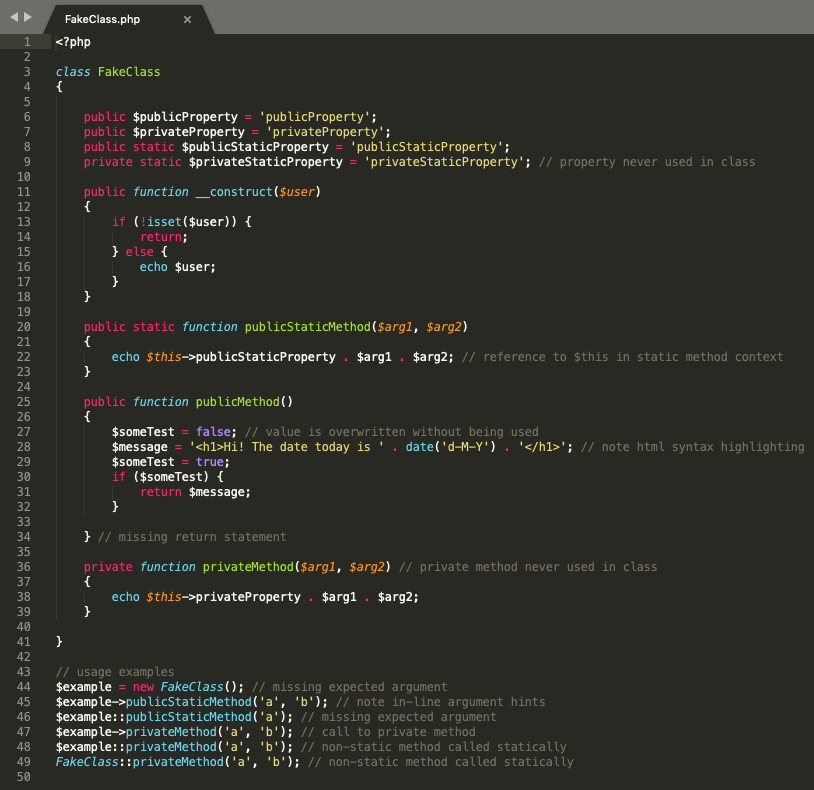 FakeClass.php
1 <?php
2
3 class FakeClass
4 {
5
6     public $publicProperty = 'publicProperty';
7     public $privateProperty = 'privateProperty';
8     public static $publicStaticProperty = 'publicStaticProperty';
9     private static $privateStaticProperty = 'privateStaticProperty'; // property never used in class
10
11     public function __construct($user)
12     {
13         if (!isset($user)) {
14             return;
15         } else {
16             echo $user;
17         }
18     }
19
20     public static function publicStaticMethod($arg1, $arg2)
21     {
22         echo $this->publicStaticProperty . $arg1 . $arg2; // reference to $this in static method context
23     }
24
25     public function publicMethod()
26     {
27         $someTest = false; // value is overwritten without being used
28         $message = '<h1>Hi! The date today is ' . date('d-M-Y') . '</h1>'; // note html syntax highlighting
29         $someTest = true;
30         if ($someTest) {
31             return $message;
32         }
33
34     } // missing return statement
35
36     private function privateMethod($arg1, $arg2) // private method never used in class
37     {
38         echo $this->privateProperty . $arg1 . $arg2;
39     }
40
41 }
42
43 // usage examples
44 $example = new FakeClass(); // missing expected argument
45 $example->publicStaticMethod('a', 'b'); // note in-line argument hints
46 $example::publicStaticMethod('a'); // missing expected argument
47 $example->privateMethod('a', 'b'); // call to private method
48 $example::privateMethod('a', 'b'); // non-static method called statically
49 FakeClass::privateMethod('a', 'b'); // non-static method called statically
50